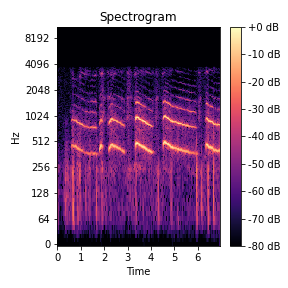 Spectrogram
8192
4096
2048
1024
512
256
128
64
0
Hz
0 1 2 3 4 5 6
Time
+0 dB
-10 dB
-20 dB
-30 dB
-40 dB
-50 dB
-60 dB
-70 dB
-80 dB